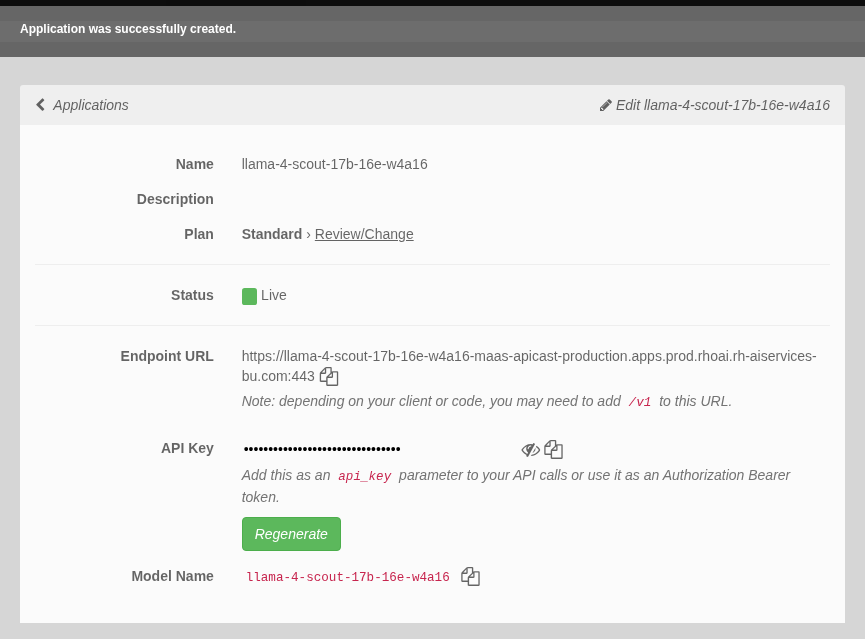 Application was successfully created.
Applications
Edit llama-4-scout-17b-16e-w4a16
Name llama-4-scout-17b-16e-w4a16
Description
Plan Standard › Review/Change
Status Live
Endpoint URL https://llama-4-scout-17b-16e-w4a16-maas-apicast-production.apps.prod.rhoai.rh-aiservices-
bu.com:443
Note: depending on your client or code, you may need to add /v1 to this URL.
API Key ••••••••••••••••••••••••••••••••
Add this as an api_key parameter to your API calls or use it as an Authorization Bearer
token.
Regenerate
Model Name llama-4-scout-17b-16e-w4a16